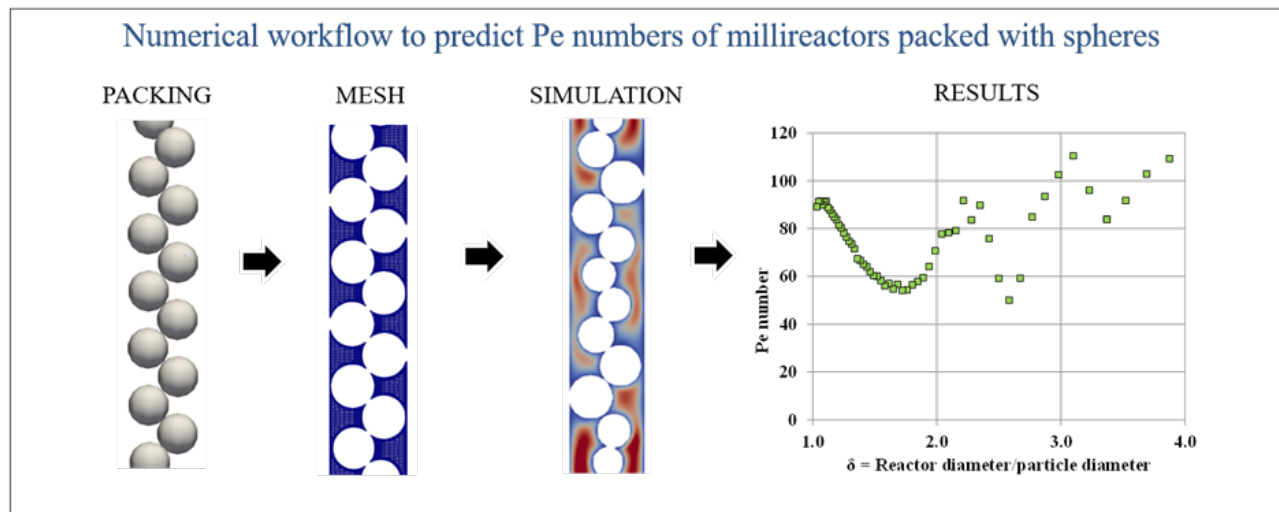 Numerical workflow to predict Pe numbers of millireactors packed with spheres
PACKING
MESH
SIMULATION
RESULTS
Pe number
120
100
80
60
40
20
0
1.0 2.0 3.0 4.0
δ = Reactor diameter/particle diameter